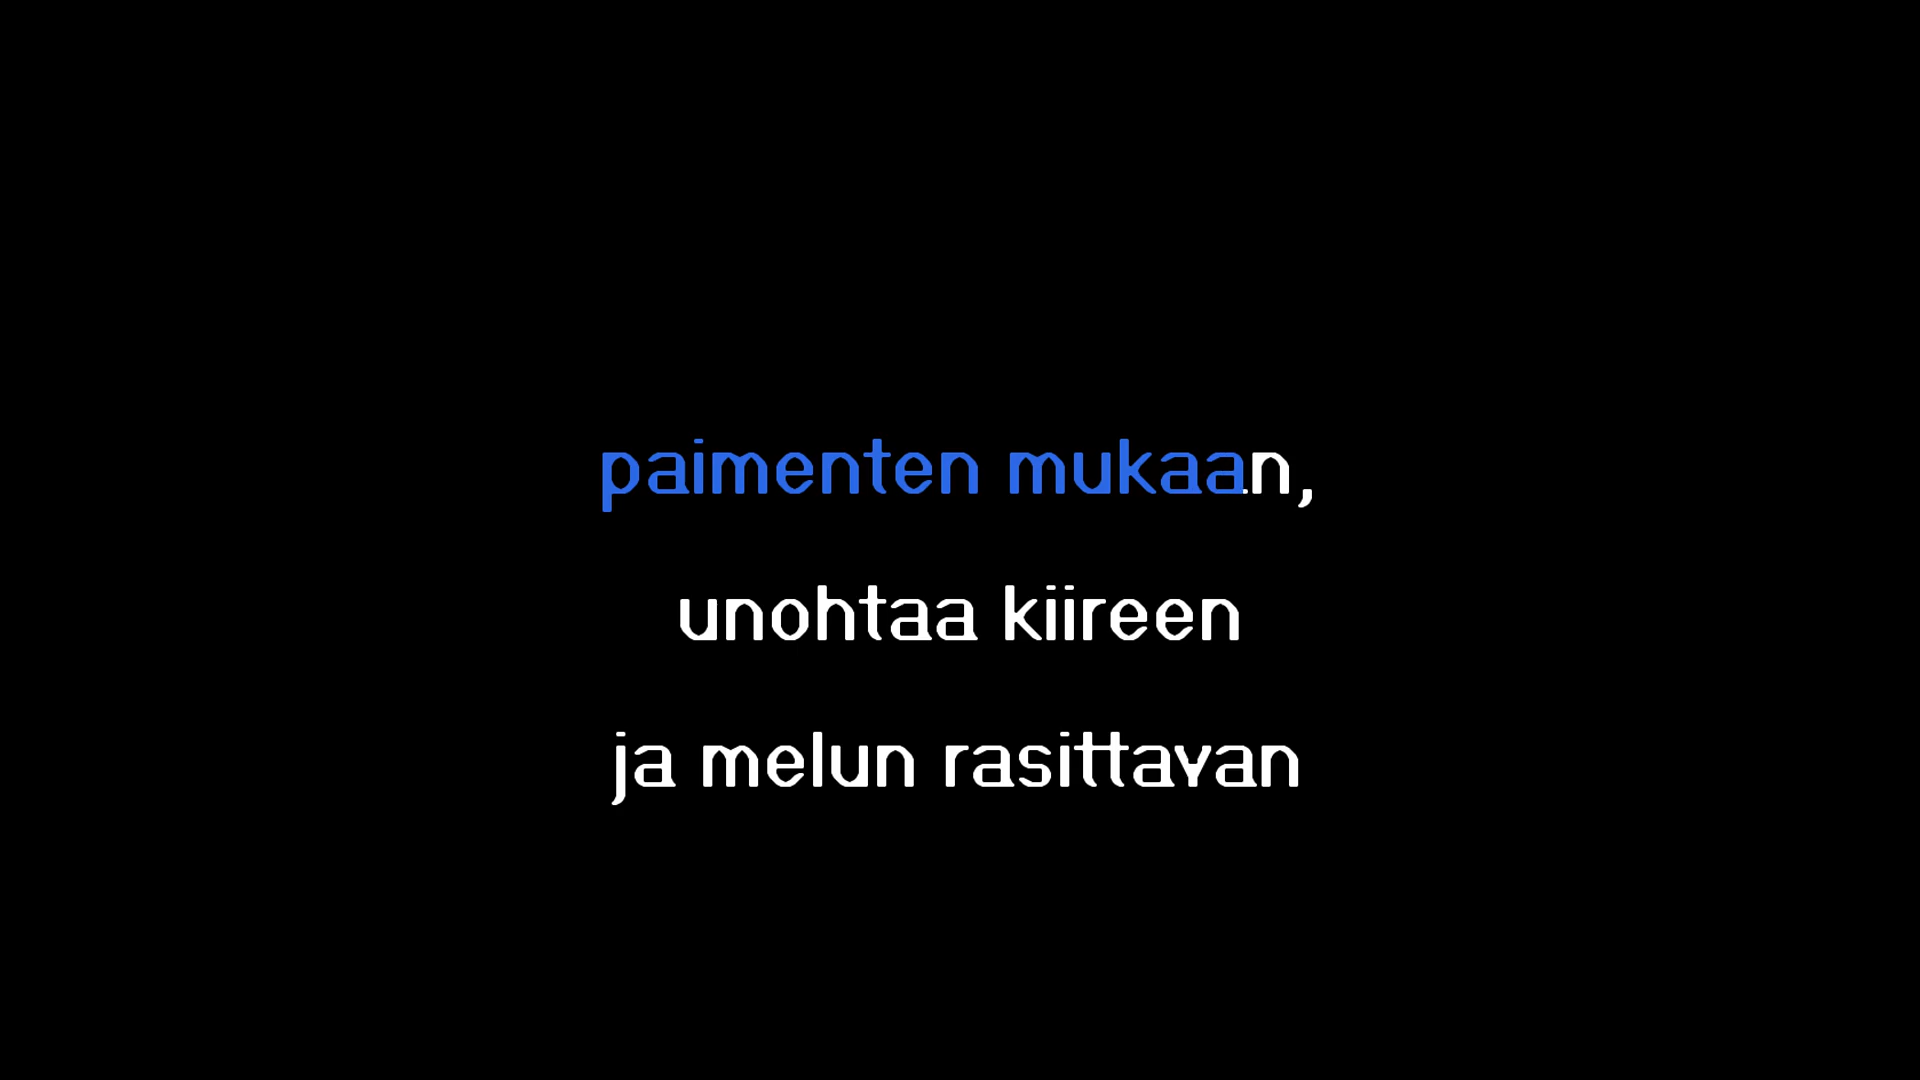 paimenten mukaan,
unohtaa kiireen
ja melun rasittavan